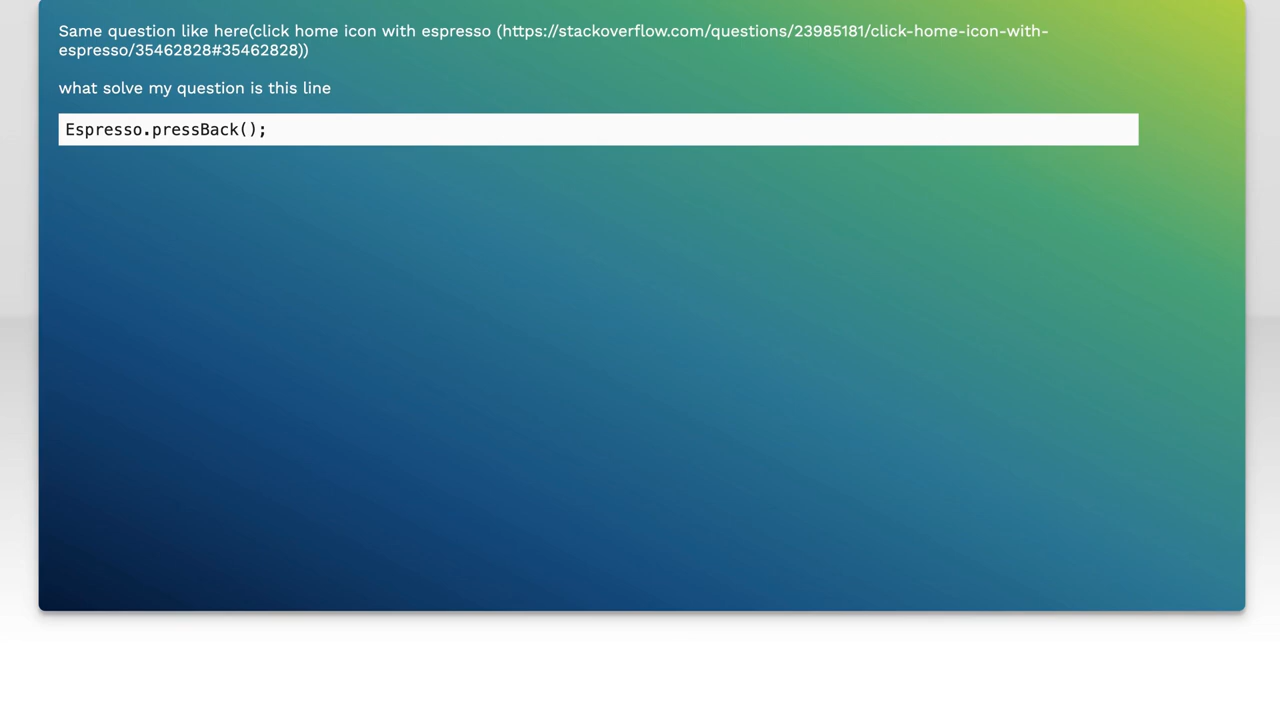 Same question like here(click home icon with espresso (https://stackoverflow.com/questions/23985181/click-home-icon-with-
espresso/35462828#35462828))
what solve my question is this line
Espresso.pressBack();